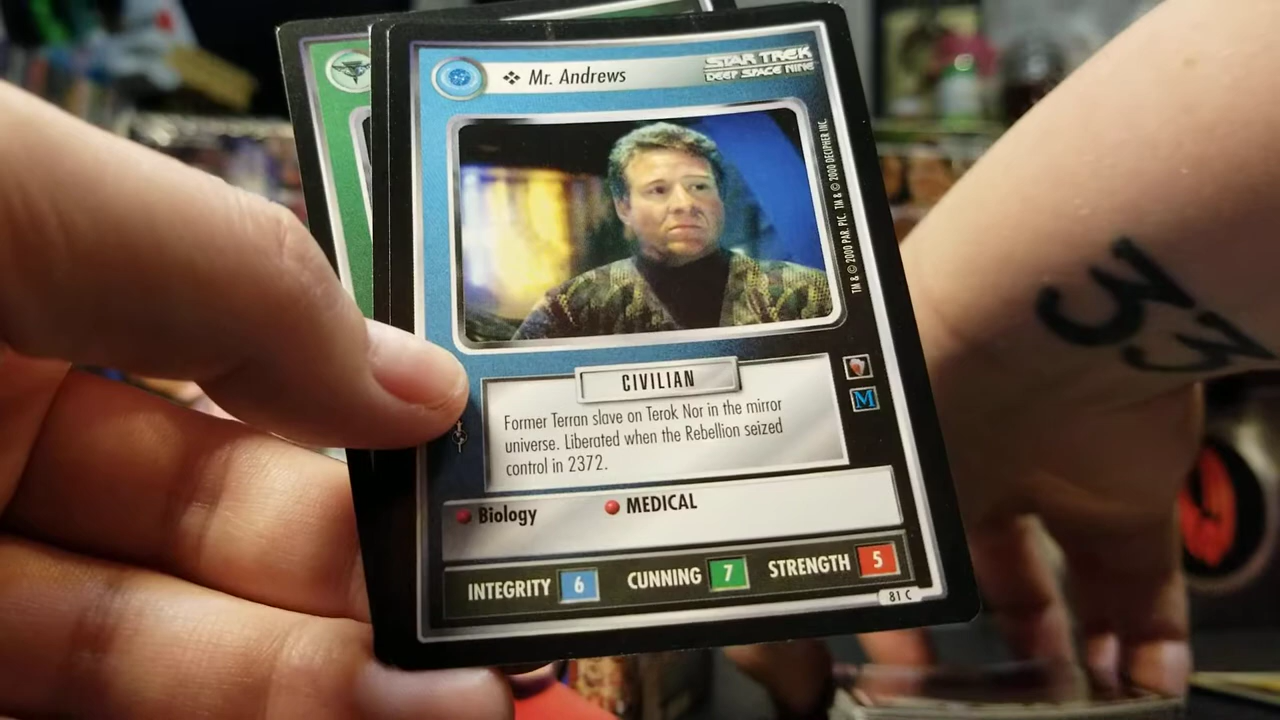 ❖ Mr. Andrews
STAR TREK
DEEP SPACE NINE
TM & © 2000 PAR. PIC. TM & © 2000 DECIPHER INC.
CIVILIAN
Former Terran slave on Terok Nor in the mirror
universe. Liberated when the Rebellion seized
control in 2372.
M
Biology MEDICAL
INTEGRITY 6 CUNNING 7 STRENGTH 5
81 C
33